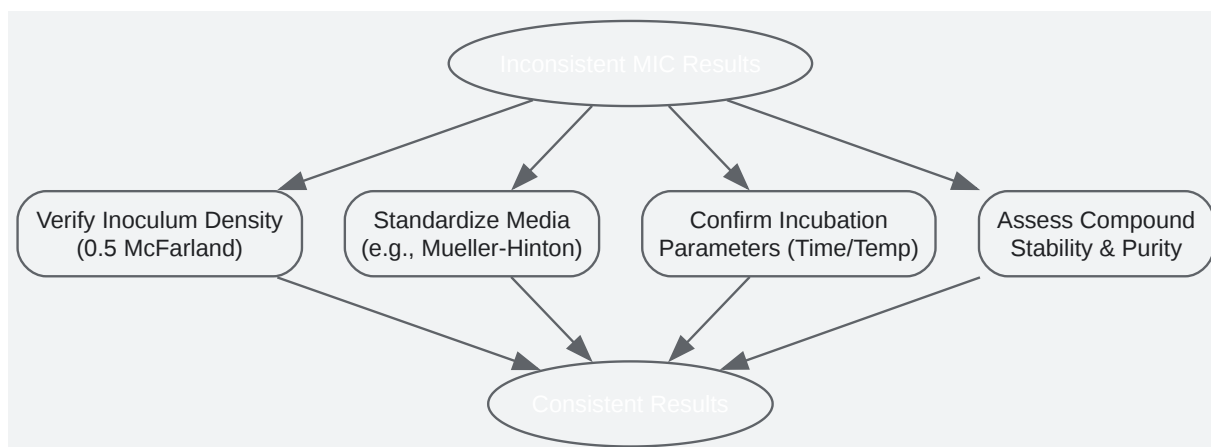 Inconsistent MIC Results
Verify Inoculum Density
(0.5 McFarland)
Standardize Media
(e.g., Mueller-Hinton)
Confirm Incubation
Parameters (Time/Temp)
Assess Compound
Stability & Purity
Consistent Results